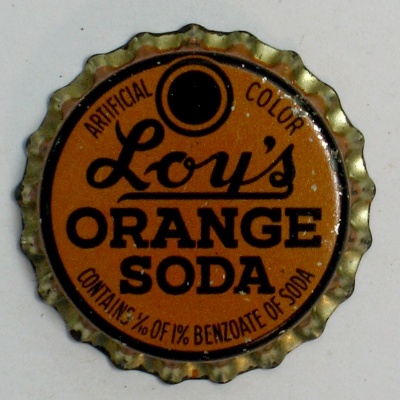 ARTIFICIAL COLOR
Loy's
ORANGE
SODA
CONTAINS 1/10 OF 1% BENZOATE OF SODA